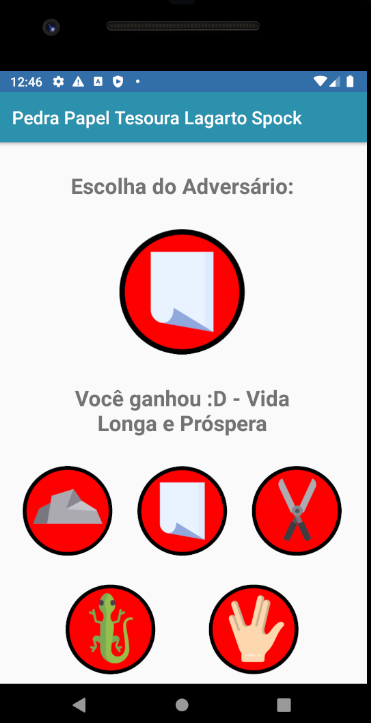 12:46
Pedra Papel Tesoura Lagarto Spock
Escolha do Adversário:
Você ganhou :D - Vida
Longa e Próspera